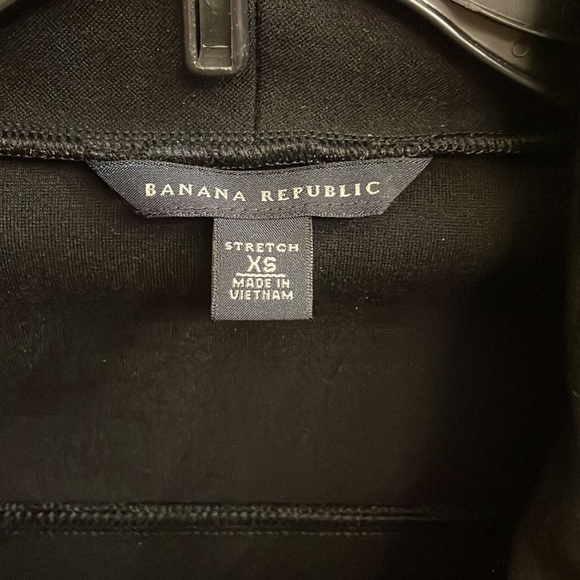 BANANA REPUBLIC
STRETCH
XS
MADE IN
VIETNAM